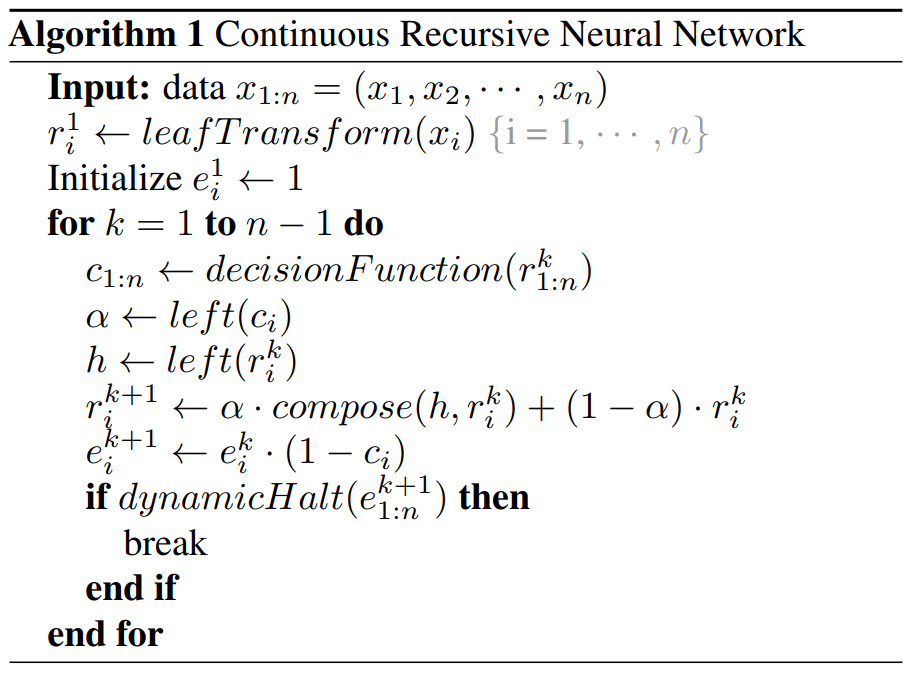 Algorithm 1 Continuous Recursive Neural Network
Input: data $x_{1:n} = (x_1, x_2, \cdots, x_n)$
$r_i^1 \leftarrow leafTransform(x_i)$ {i = 1, $\cdots$, $n$}
Initialize $e_i^1 \leftarrow 1$
for $k = 1$ to $n - 1$ do
$c_{1:n} \leftarrow decisionFunction(r_{1:n}^k)$
$\alpha \leftarrow left(c_i)$
$h \leftarrow left(r_i^k)$
$r_i^{k+1} \leftarrow \alpha \cdot compose(h, r_i^k) + (1 - \alpha) \cdot r_i^k$
$e_i^{k+1} \leftarrow e_i^k \cdot (1 - c_i)$
if $dynamicHalt(e_{1:n}^{k+1})$ then
break
end if
end for